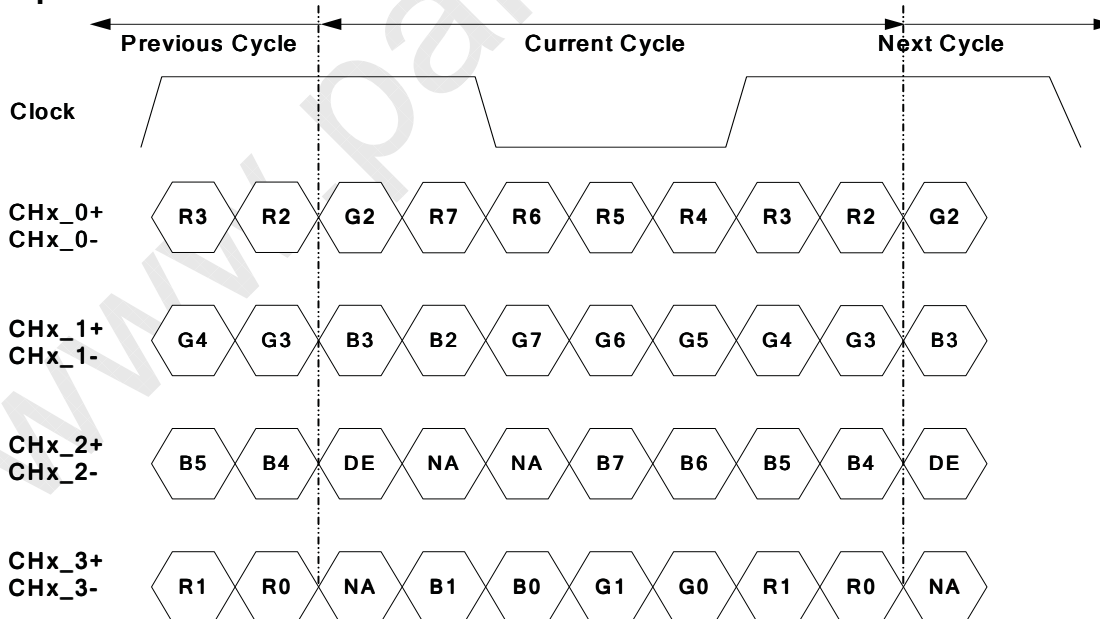 Previous Cycle Current Cycle Next Cycle
Clock
CHx_0+
CHx_0-
R3 R2 G2 R7 R6 R5 R4 R3 R2 G2
CHx_1+
CHx_1-
G4 G3 B3 B2 G7 G6 G5 G4 G3 B3
CHx_2+
CHx_2-
B5 B4 DE NA NA B7 B6 B5 B4 DE
CHx_3+
CHx_3-
R1 R0 NA B1 B0 G1 G0 R1 R0 NA
www.pa